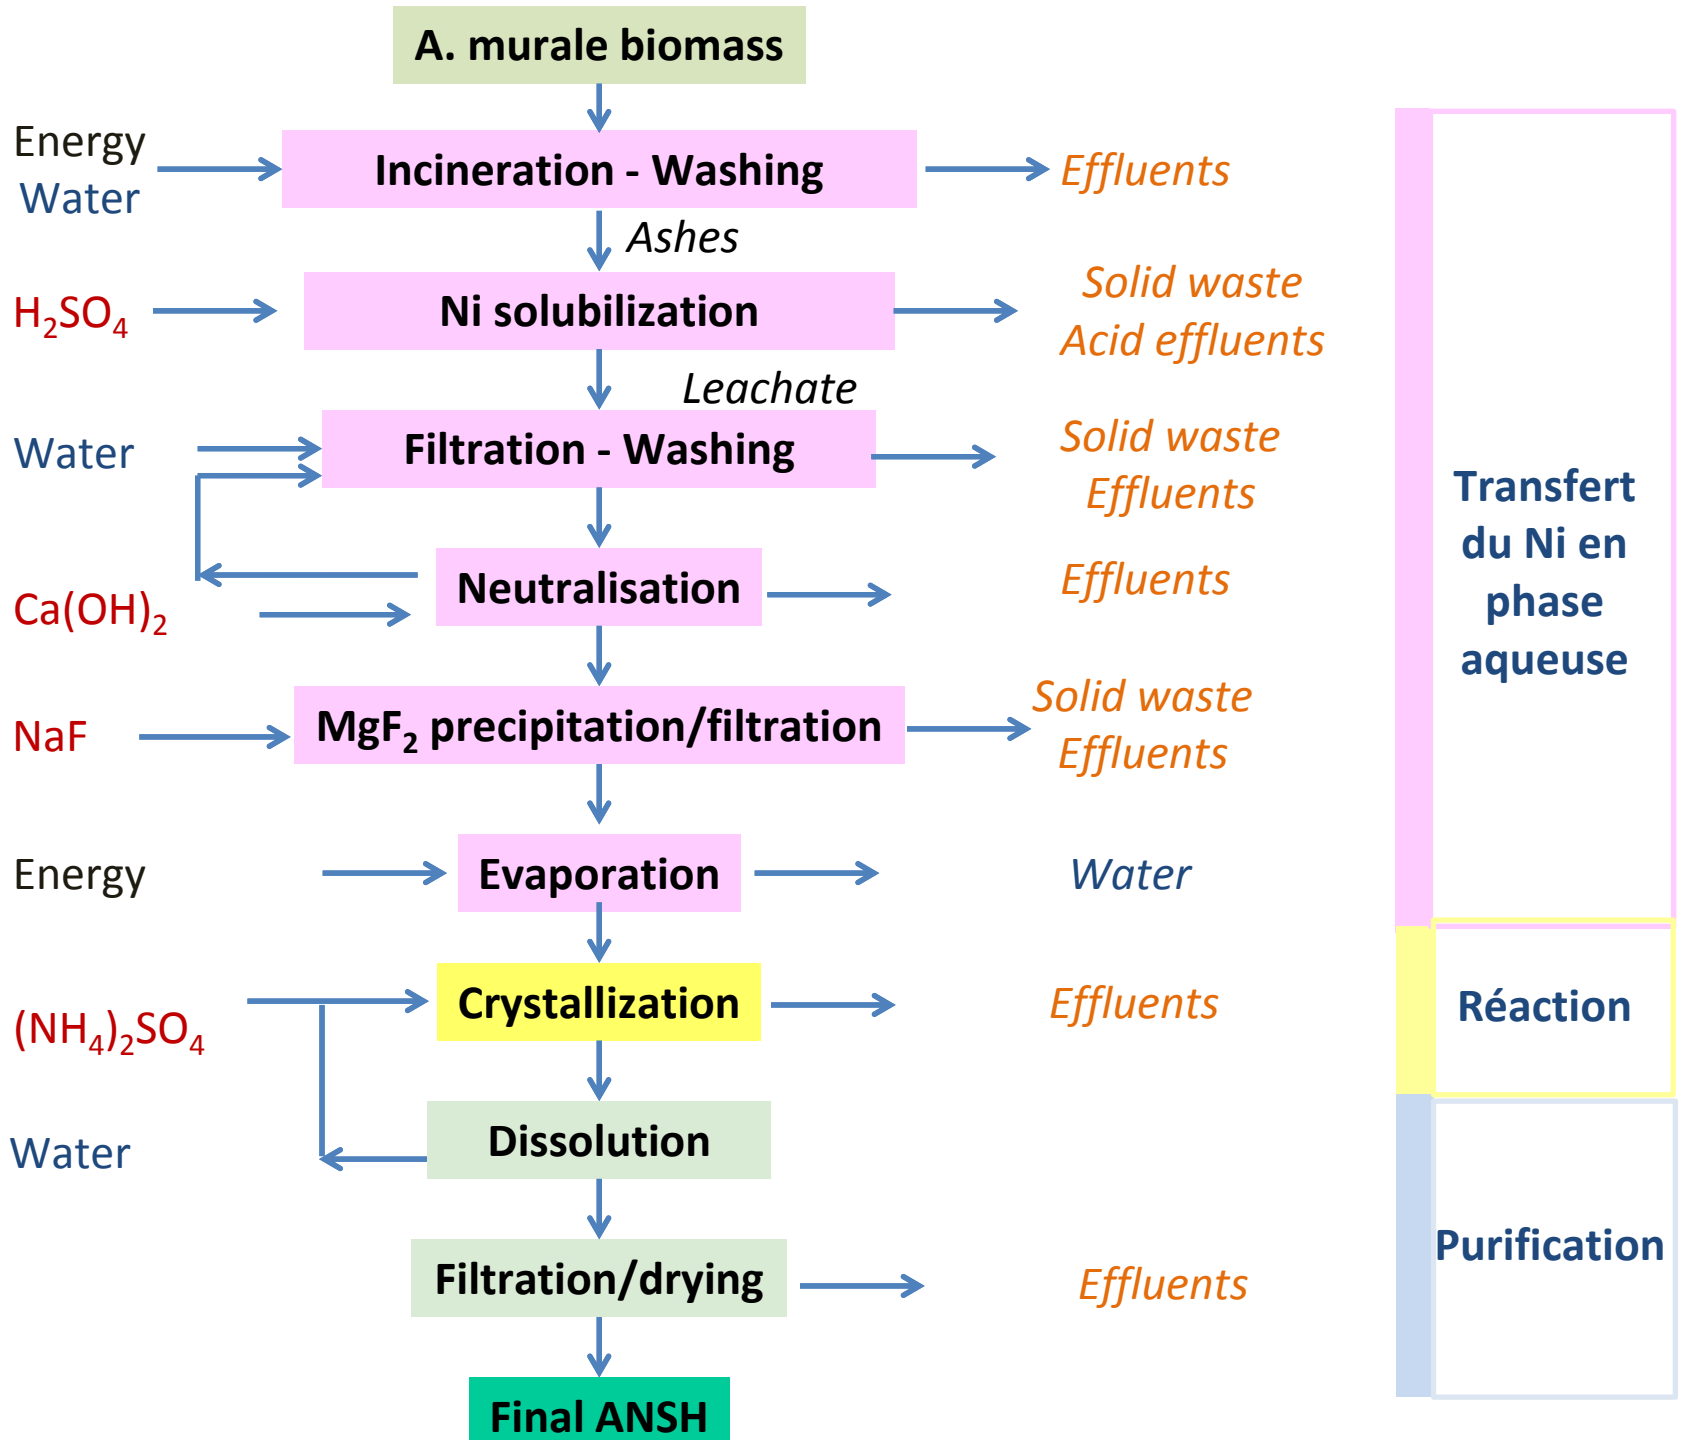 A. murale biomass
Energy
Water
Incineration - Washing
Effluents
Ashes
H₂SO₄
Ni solubilization
Solid waste
Acid effluents
Leachate
Water
Filtration - Washing
Solid waste
Effluents
Ca(OH)₂
Neutralisation
Effluents
NaF
MgF₂ precipitation/filtration
Solid waste
Effluents
Energy
Evaporation
Water
(NH₄)₂SO₄
Crystallization
Effluents
Water
Dissolution
Filtration/drying
Effluents
Final ANSH
Transfert
du Ni en
phase
aqueuse
Réaction
Purification